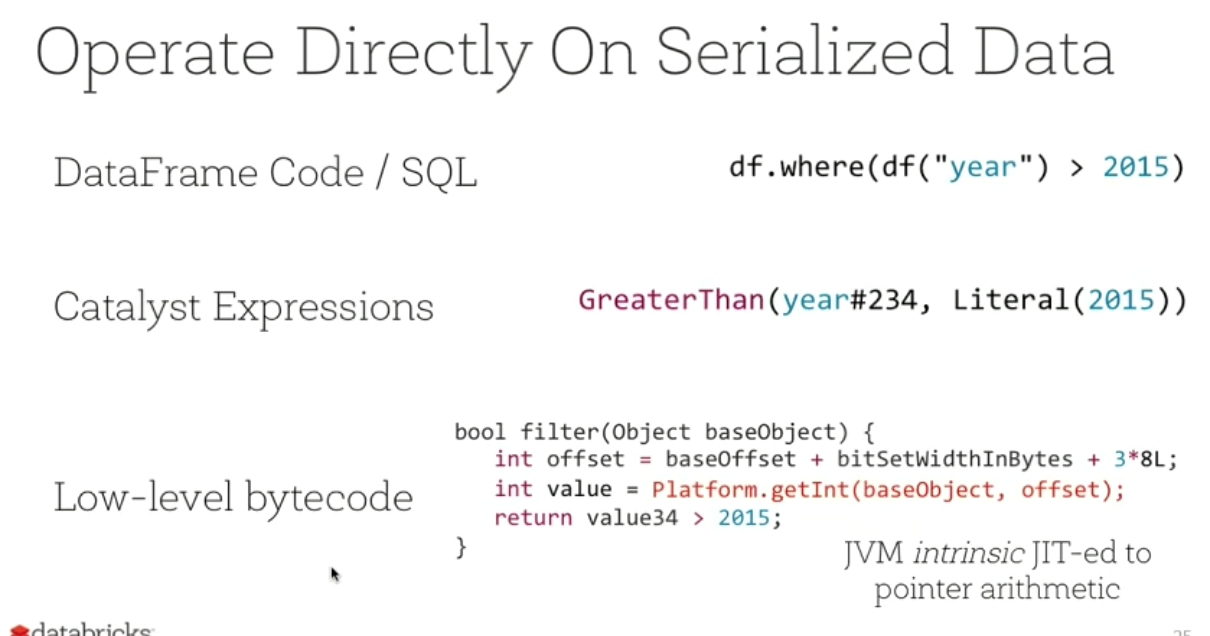 Operate Directly On Serialized Data
DataFrame Code / SQL
df.where(df("year") > 2015)
Catalyst Expressions
GreaterThan(year#234, Literal(2015))
Low-level bytecode
bool filter(Object baseObject) {
int offset = baseOffset + bitSetWidthInBytes + 3*8L;
int value = Platform.getInt(baseObject, offset);
return value34 > 2015;
}
JVM intrinsic JIT-ed to
pointer arithmetic
databricks